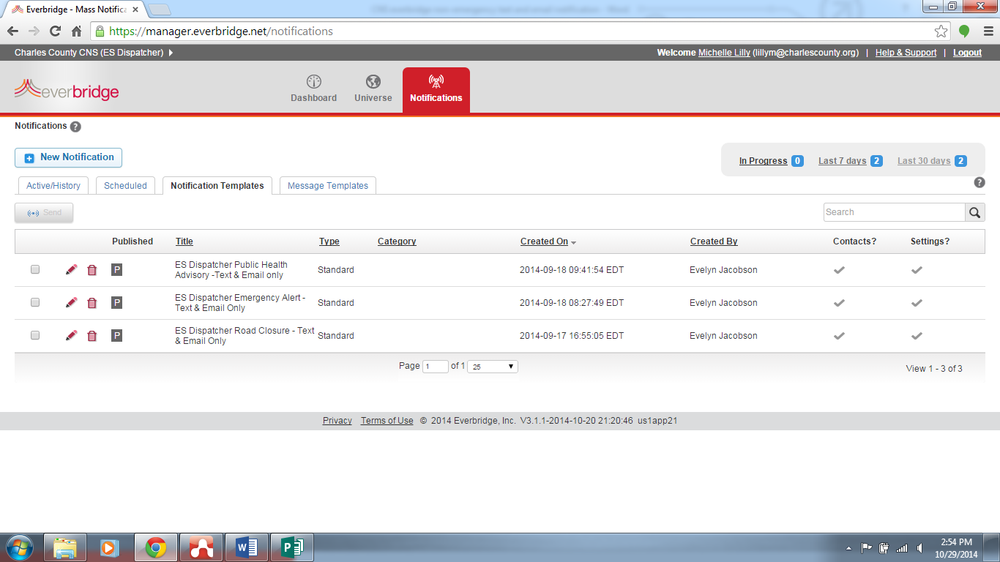 Everbridge - Mass Notifica
https://manager.everbridge.net/notifications
Charles County CNS (ES Dispatcher)
Welcome Michelle Lilly (lillym@charlescounty.org) | Help & Support | Logout
everbridge
Dashboard Universe Notifications
Notifications ?
New Notification
In Progress 0 Last 7 days 2 Last 30 days 2
Active/History Scheduled Notification Templates Message Templates ?
Send Search
Published Title Type Category Created On Created By Contacts? Settings?
P ES Dispatcher Public Health
Advisory -Text & Email only Standard 2014-09-18 09:41:54 EDT Evelyn Jacobson
P ES Dispatcher Emergency Alert -
Text & Email Only Standard 2014-09-18 08:27:49 EDT Evelyn Jacobson
P ES Dispatcher Road Closure - Text
& Email Only Standard 2014-09-17 16:55:05 EDT Evelyn Jacobson
Page 1 of 1 25 View 1 - 3 of 3
Privacy Terms of Use © 2014 Everbridge, Inc. V3.1.1-2014-10-20 21:20:46 us1app21
2:54 PM
10/29/2014